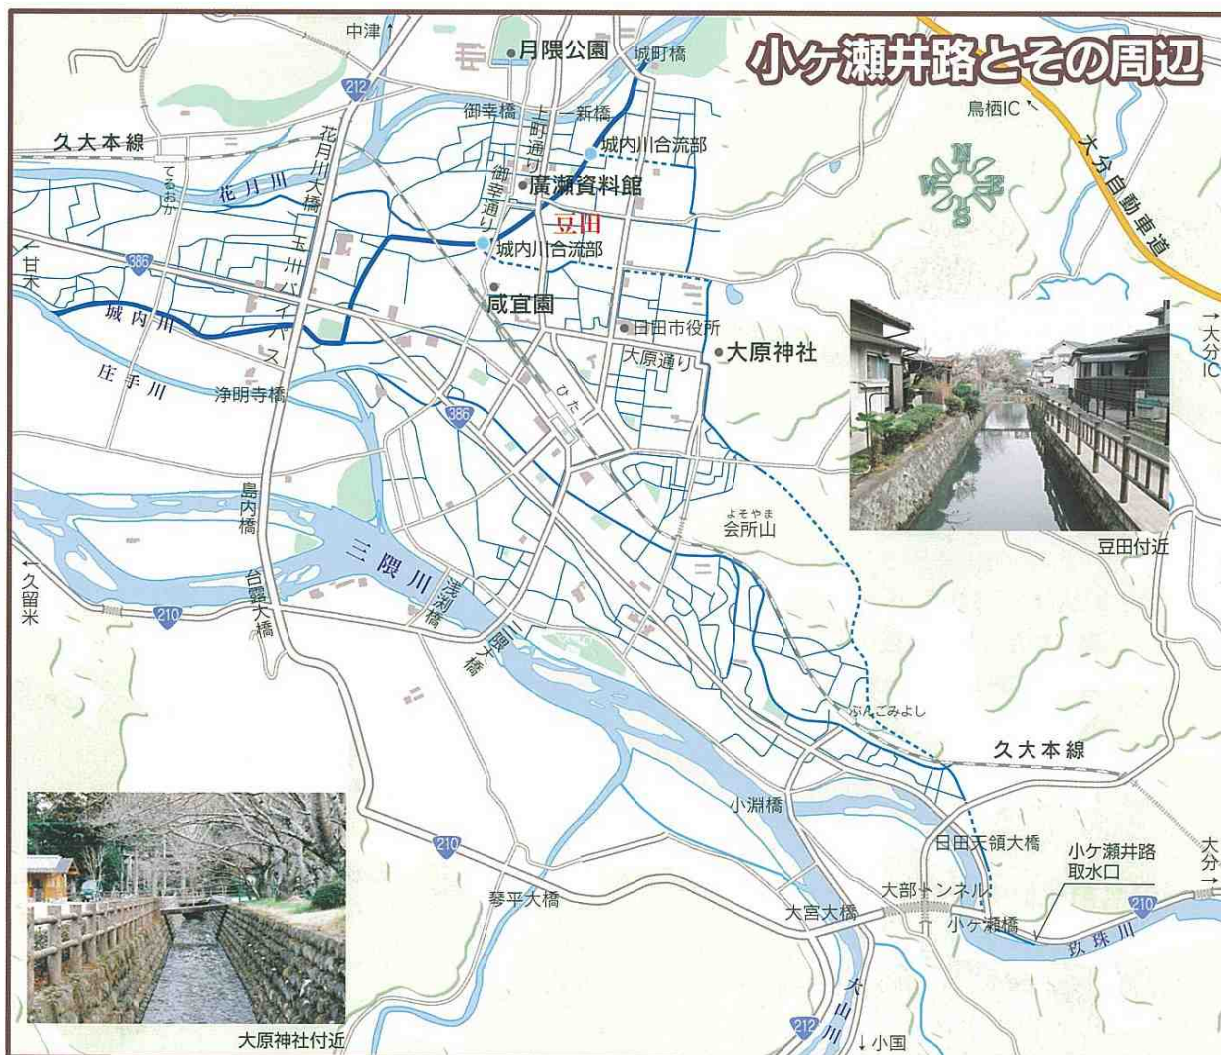 小ヶ瀬井路とその周辺
中津↑
月隈公園
城町橋
212
鳥栖IC
御幸橋
一新橋
上町通り
久大本線
花月川大橋
城内川合流部
大分自動車道
N
E
S
W
てるおか
花月川
御幸通り
廣瀬資料館
豆田
玉川バイパス
城内川合流部
←甘木
386
咸宜園
城内川
日田市役所
大原通り
大原神社
→大分IC
庄手川
浄明寺橋
386
ひた
島内橋
よそやま
会所山
豆田付近
三隈川
←久留米
台霧大橋
210
浅渕橋
三隈大橋
ぶんごみよし
久大本線
小淵橋
日田天領大橋
小ケ瀬井路
取水口
大分→
210
琴平大橋
大宮大橋
大部トンネル
小ケ瀬橋
210
玖珠川
大山川
212
↓小国
大原神社付近